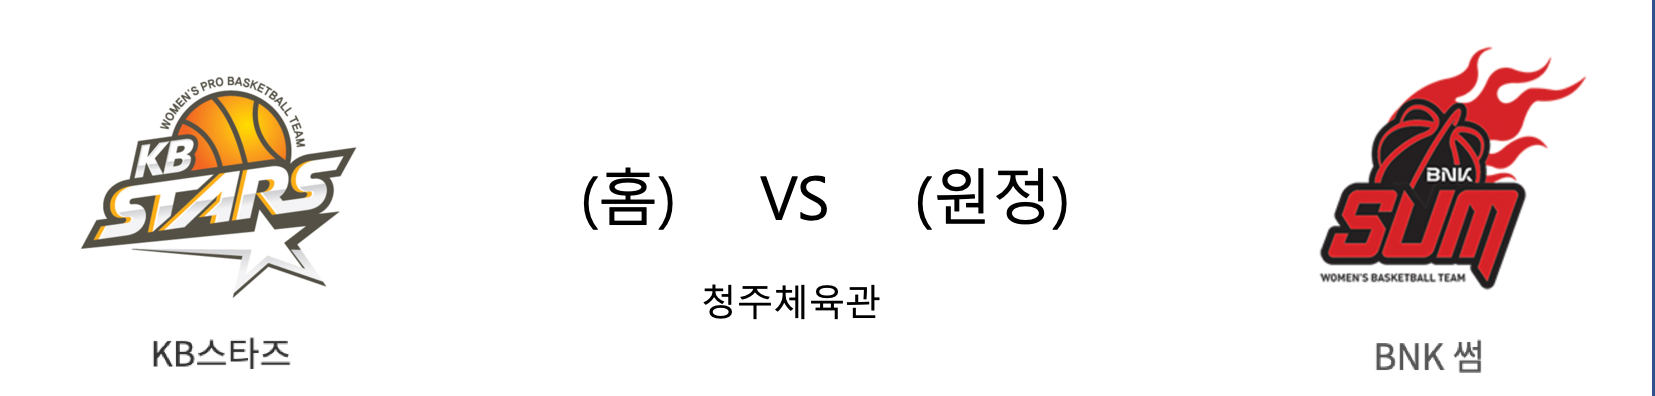 WOMEN'S PRO BASKETBALL TEAM
KB
STARS
KB스타즈
(홈) VS (원정)
청주체육관
BNK
SUM
WOMEN'S BASKETBALL TEAM
BNK 썸